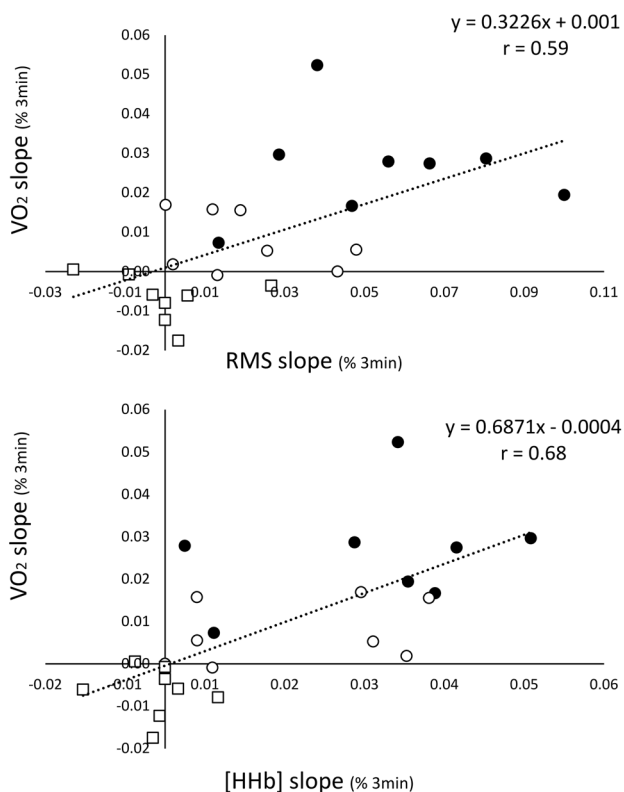 y = 0.3226x + 0.001
r = 0.59
0.06
0.05
0.04
0.03
0.02
0.01
0.00
-0.01
-0.02
-0.03 -0.01 0.01 0.03 0.05 0.07 0.09 0.11
VO2 slope (% 3min)
RMS slope (% 3min)
y = 0.6871x - 0.0004
r = 0.68
0.06
0.05
0.04
0.03
0.02
0.01
0.00
-0.01
-0.02
-0.02 -0.01 0.01 0.02 0.03 0.04 0.05 0.06
VO2 slope (% 3min)
[HHb] slope (% 3min)